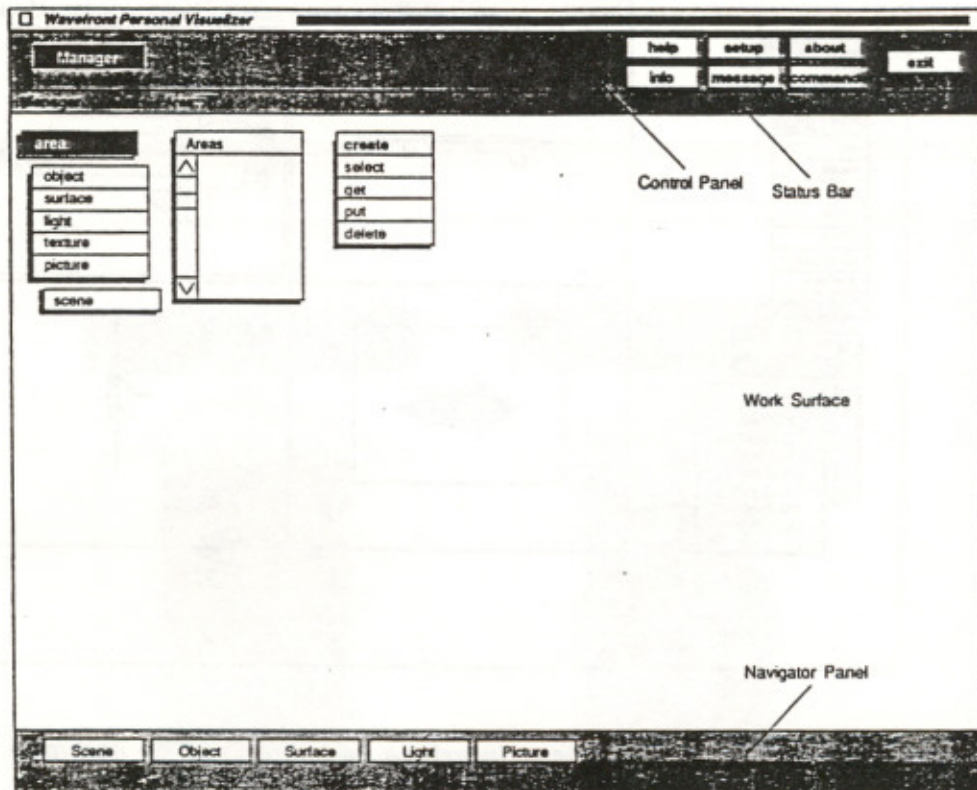 Wavefront Personal Visualizer
Manager
help setup about
exit
info message command
Manager
area
object
surface
light
texture
picture
scene
Areas
create
select
get
put
delete
Control Panel
Status Bar
Work Surface
Navigator Panel
Scene Object Surface Light Picture